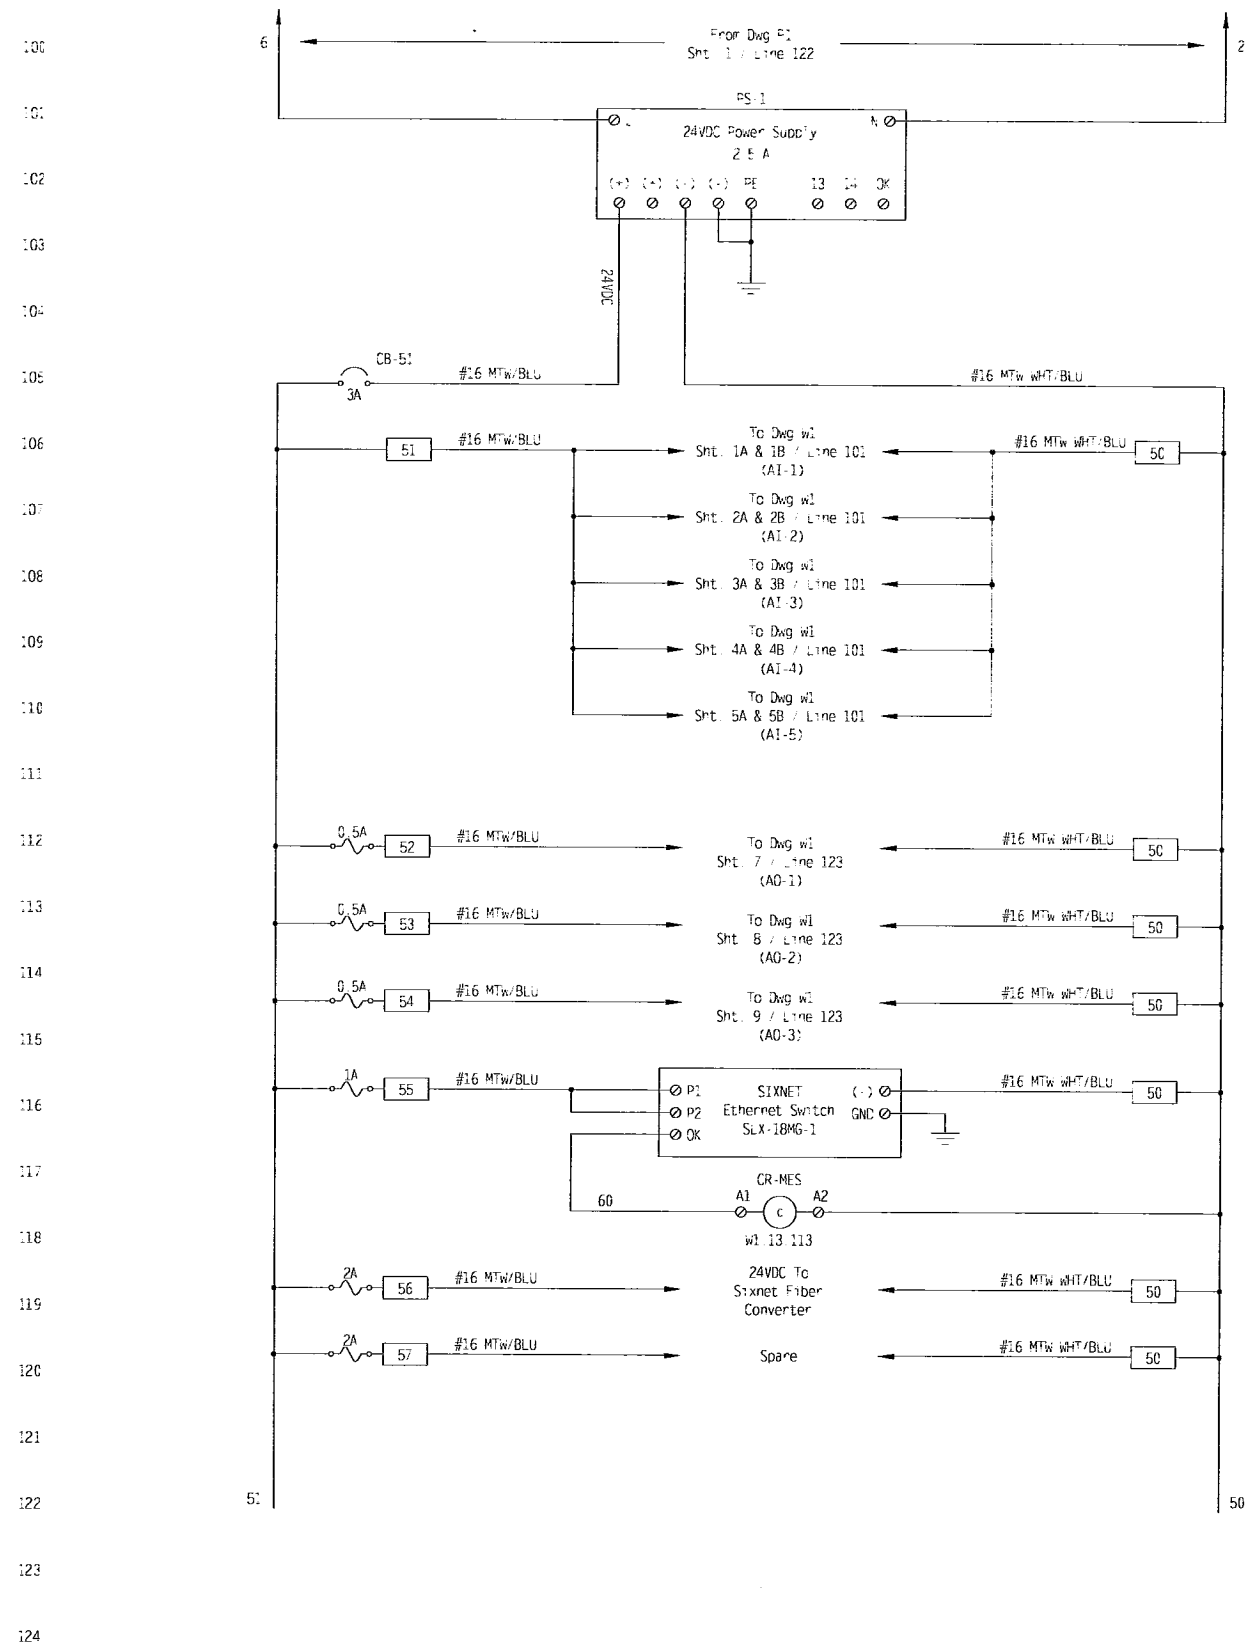 100
6
From Dwg P1
Sht. 1 / Line 122
2
101
PS-1
L
N
24VDC Power Supply
2.5 A
102
(+) (+) (-) (-) PE 13 14 OK
103
24VDC
104
CB-51
105
#16 MTW/BLU
#16 MTW WHT/BLU
3A
106
51
#16 MTW/BLU
To Dwg W1
Sht. 1A & 1B / Line 101
(AI-1)
#16 MTW WHT/BLU
50
107
To Dwg W1
Sht. 2A & 2B / Line 101
(AI-2)
108
To Dwg W1
Sht. 3A & 3B / Line 101
(AI-3)
109
To Dwg W1
Sht. 4A & 4B / Line 101
(AI-4)
110
To Dwg W1
Sht. 5A & 5B / Line 101
(AI-5)
111
112
0.5A
52
#16 MTW/BLU
To Dwg W1
Sht. 7 / Line 123
(AO-1)
#16 MTW WHT/BLU
50
113
0.5A
53
#16 MTW/BLU
To Dwg W1
Sht. 8 / Line 123
(AO-2)
#16 MTW WHT/BLU
50
114
0.5A
54
#16 MTW/BLU
To Dwg W1
Sht. 9 / Line 123
(AO-3)
#16 MTW WHT/BLU
50
115
1A
55
#16 MTW/BLU
P1 SIXNET (-)
P2 Ethernet Switch GND
OK SLX-18MG-1
#16 MTW WHT/BLU
50
116
117
60
CR-MES
A1 A2
C
W1.13.113
118
2A
56
#16 MTW/BLU
24VDC To
Sixnet Fiber
Converter
#16 MTW WHT/BLU
50
119
2A
57
#16 MTW/BLU
Spare
#16 MTW WHT/BLU
50
120
121
51
122
50
123
124